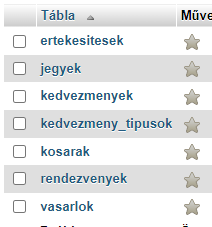 Tábla Műve
ertekesitesek
jegyek
kedvezmenyek
kedvezmeny_tipusok
kosarak
rendezvenyek
vasarlok